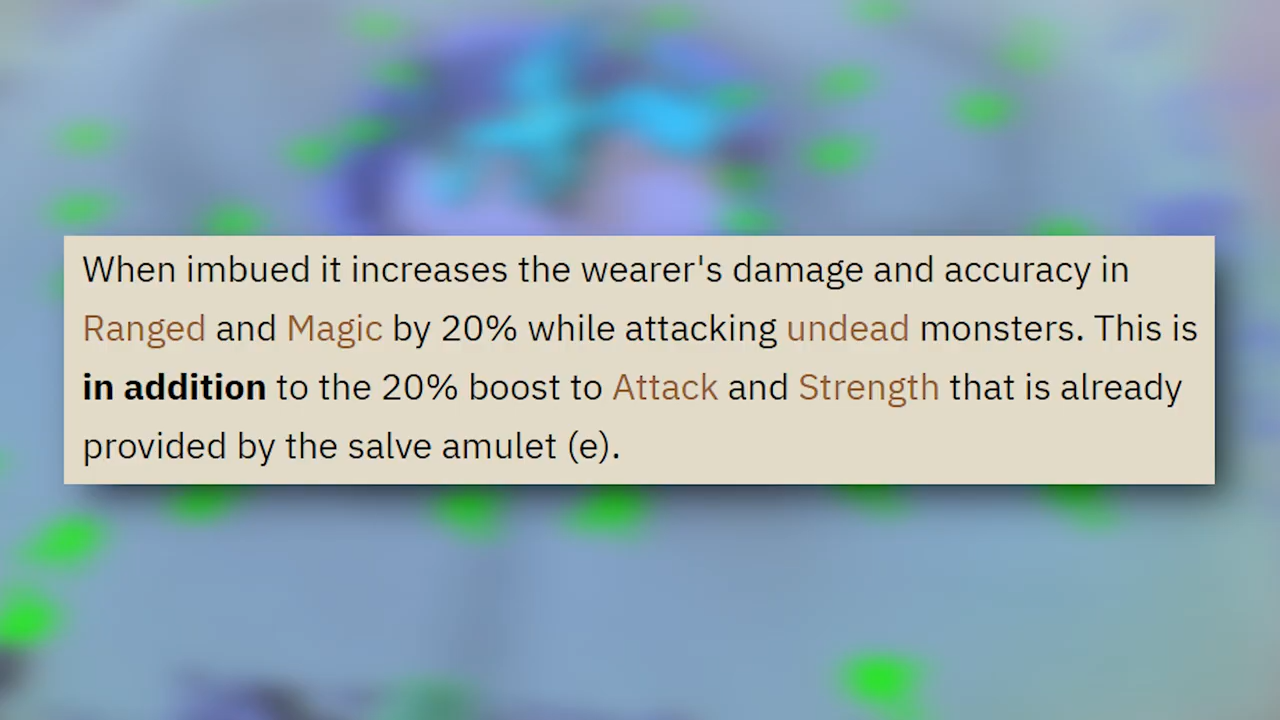 When imbued it increases the wearer's damage and accuracy in
Ranged and Magic by 20% while attacking undead monsters. This is
in addition to the 20% boost to Attack and Strength that is already
provided by the salve amulet (e).